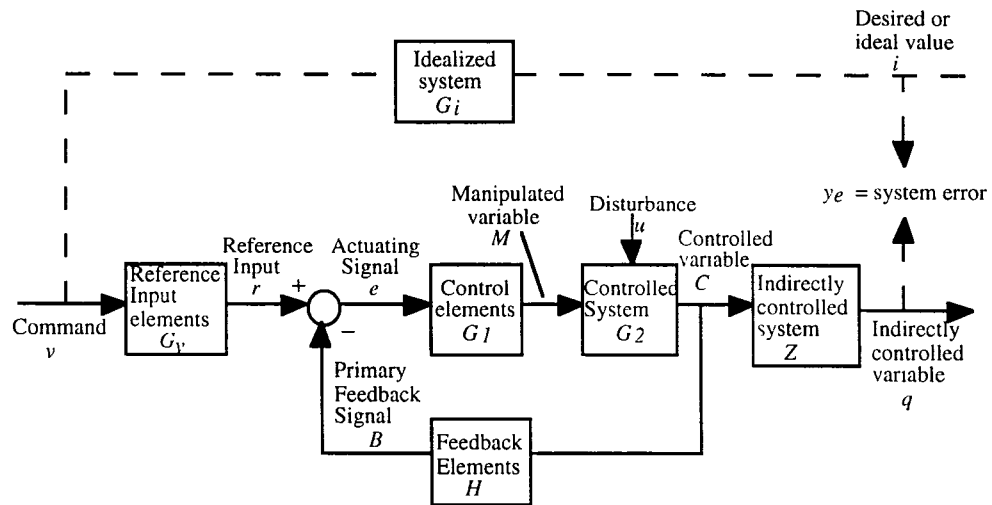 Desired or
ideal value
i
Idealized
system
Gi
ye = system error
Manipulated
variable
M
Disturbance
u
Controlled
variable
C
Reference
Input
r
Actuating
Signal
e
Reference
Input
elements
Gv
+
−
Control
elements
G1
Controlled
System
G2
Indirectly
controlled
system
Z
Command
v
Indirectly
controlled
variable
q
Primary
Feedback
Signal
B
Feedback
Elements
H